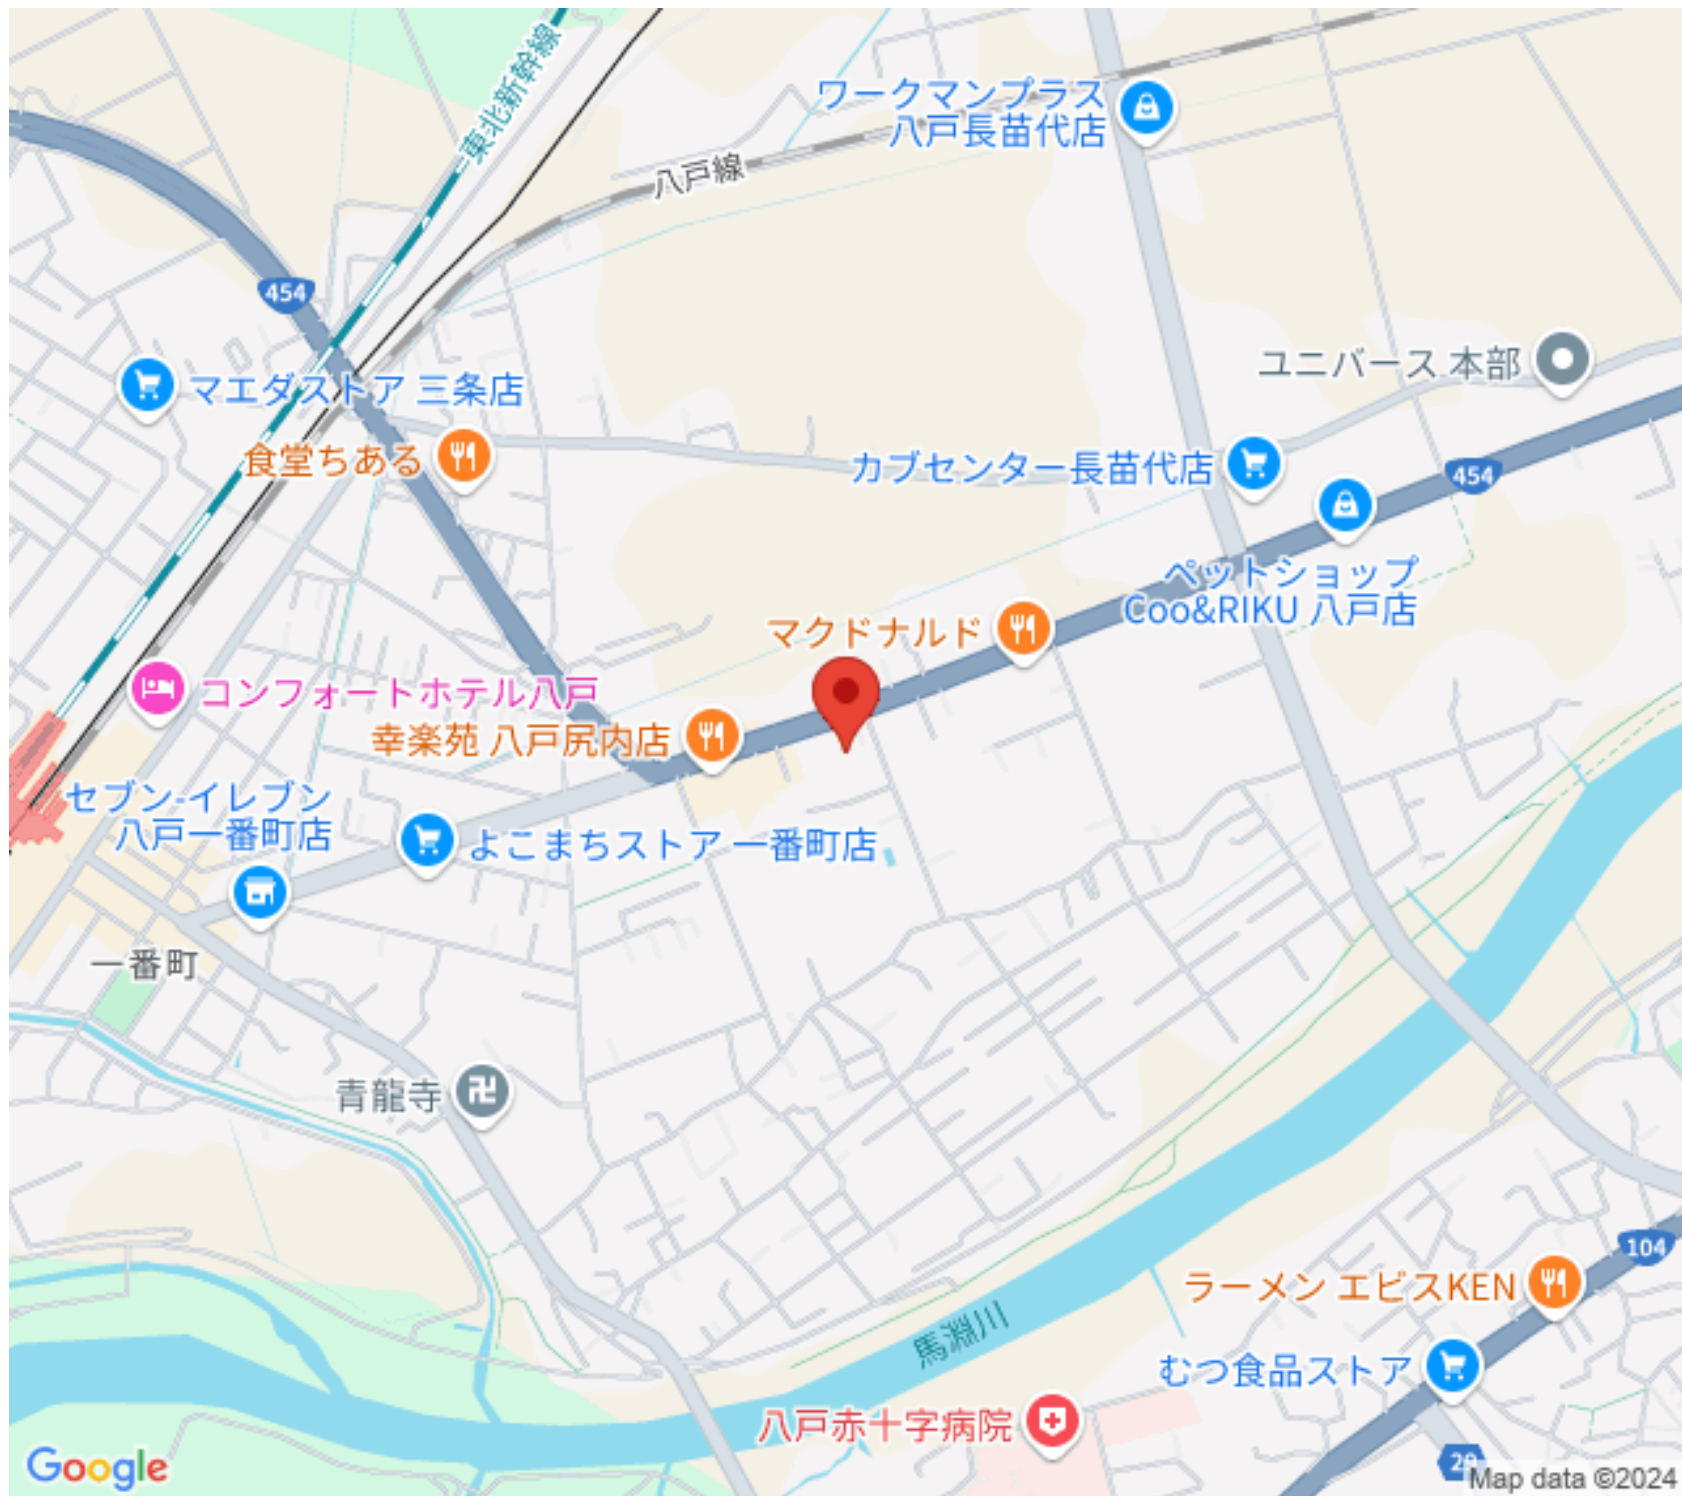 東北新幹線
ワークマンプラス
八戸長苗代店
八戸線
454
ユニバース 本部
マエダストア 三条店
食堂ちある
カブセンター長苗代店
454
ペットショップ
Coo&RIKU 八戸店
マクドナルド
コンフォートホテル八戸
幸楽苑 八戸尻内店
セブン-イレブン
八戸一番町店
よこまちストア 一番町店
一番町
青龍寺
卍
104
ラーメン エビスKEN
馬淵川
むつ食品ストア
八戸赤十字病院
29
Google
Map data ©2024